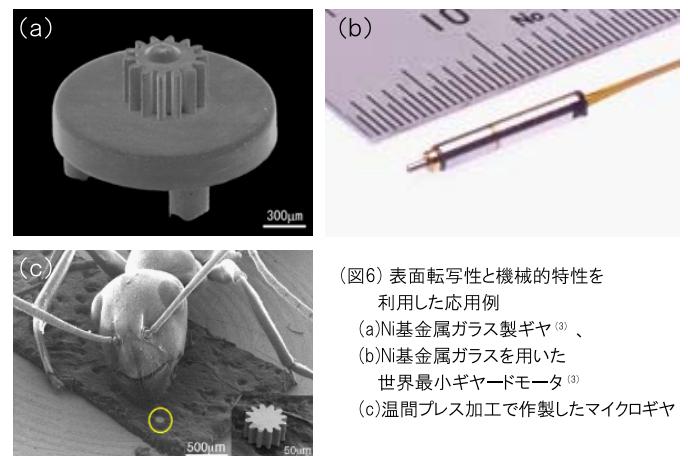 (a)
300μm
(b)
10
No
(c)
500μm
50μm
(図6) 表面転写性と機械的特性を
利用した応用例
(a)Ni基金属ガラス製ギヤ⁽³⁾、
(b)Ni基金属ガラスを用いた
世界最小ギヤードモータ⁽³⁾
(c)温間プレス加工で作製したマイクロギヤ